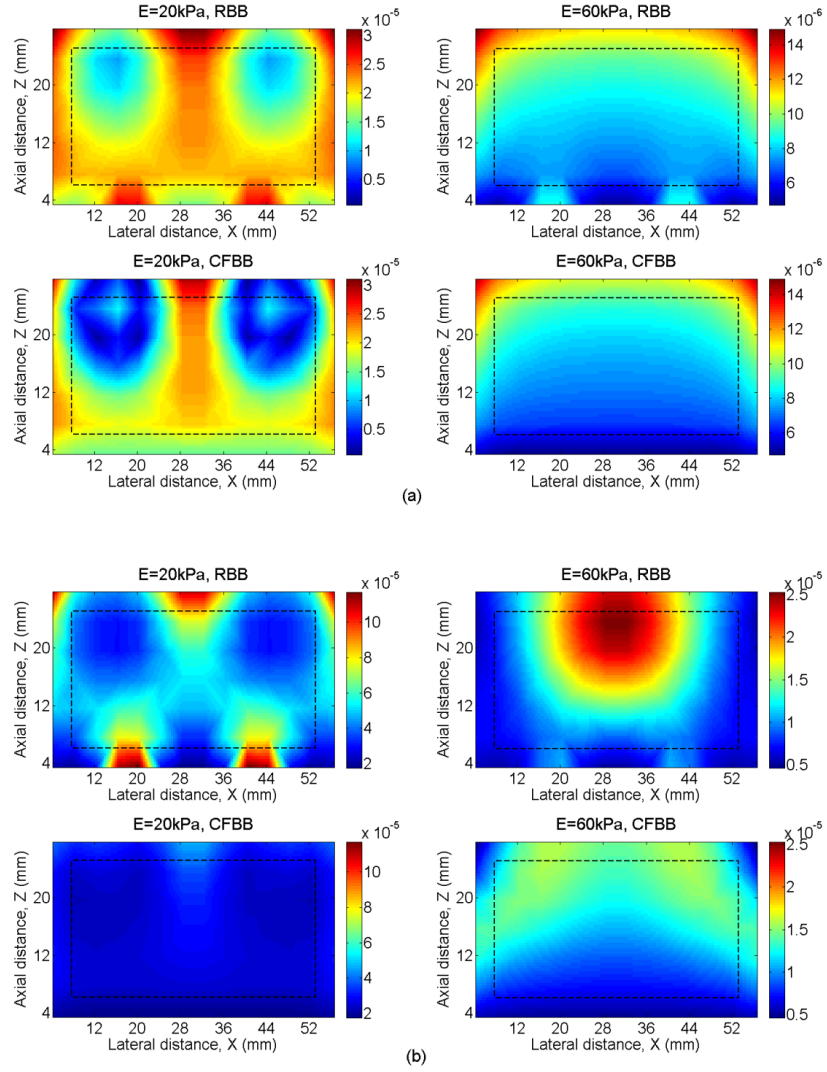 E=20kPa, RBB
x 10^-5
3
2.5
2
1.5
1
0.5
20
12
4
Axial distance, Z (mm)
12 20 28 36 44 52
Lateral distance, X (mm)
E=60kPa, RBB
x 10^-6
14
12
10
8
6
20
12
4
Axial distance, Z (mm)
12 20 28 36 44 52
Lateral distance, X (mm)
E=20kPa, CFBB
x 10^-5
3
2.5
2
1.5
1
0.5
20
12
4
Axial distance, Z (mm)
12 20 28 36 44 52
Lateral distance, X (mm)
E=60kPa, CFBB
x 10^-6
14
12
10
8
6
20
12
4
Axial distance, Z (mm)
12 20 28 36 44 52
Lateral distance, X (mm)
(a)
E=20kPa, RBB
x 10^-5
10
8
6
4
2
20
12
4
Axial distance, Z (mm)
12 20 28 36 44 52
Lateral distance, X (mm)
E=60kPa, RBB
x 10^-5
2.5
2
1.5
1
0.5
20
12
4
Axial distance, Z (mm)
12 20 28 36 44 52
Lateral distance, X (mm)
E=20kPa, CFBB
x 10^-5
10
8
6
4
2
20
12
4
Axial distance, Z (mm)
12 20 28 36 44 52
Lateral distance, X (mm)
E=60kPa, CFBB
x 10^-5
2.5
2
1.5
1
0.5
20
12
4
Axial distance, Z (mm)
12 20 28 36 44 52
Lateral distance, X (mm)
(b)